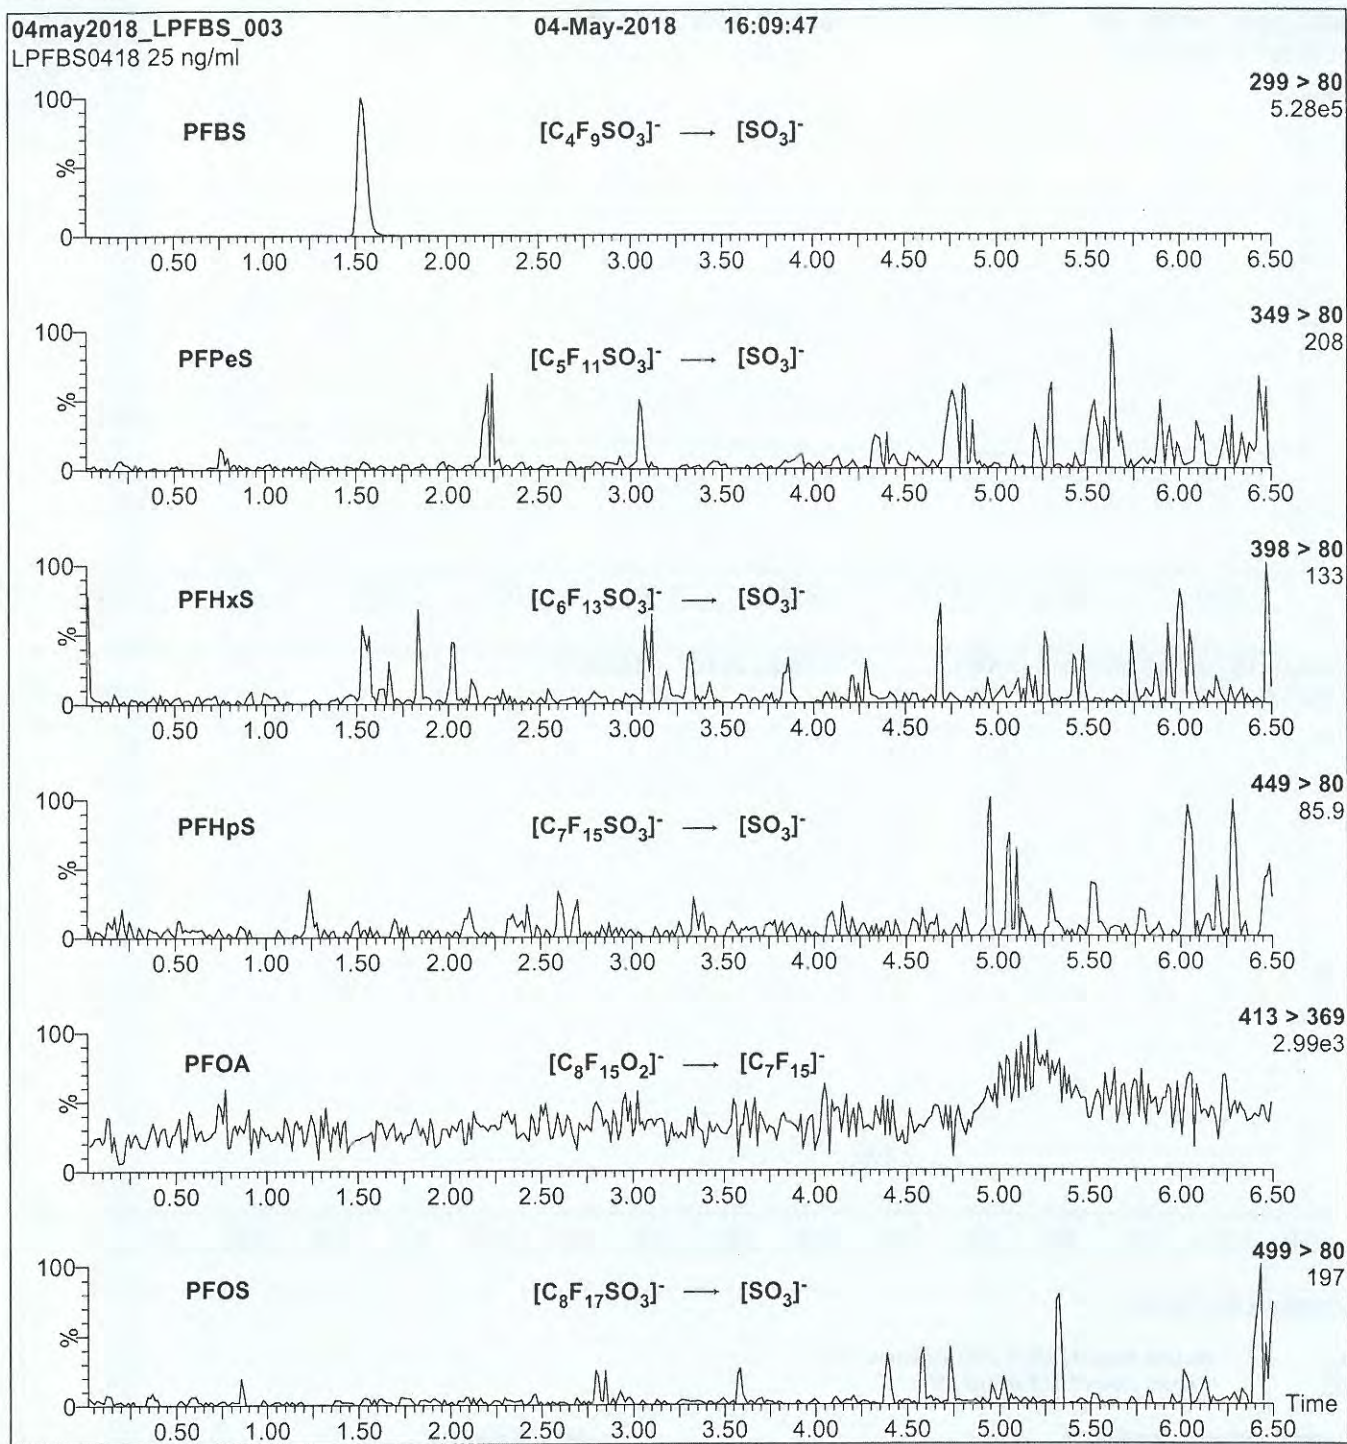 04may2018_LPFBS_003 04-May-2018 16:09:47
LPFBS0418 25 ng/ml
299 > 80
5.28e5
100
PFBS [C₄F₉SO₃]⁻ → [SO₃]⁻
%
0
0.50 1.00 1.50 2.00 2.50 3.00 3.50 4.00 4.50 5.00 5.50 6.00 6.50
349 > 80
208
100
PFPeS [C₅F₁₁SO₃]⁻ → [SO₃]⁻
%
0
0.50 1.00 1.50 2.00 2.50 3.00 3.50 4.00 4.50 5.00 5.50 6.00 6.50
398 > 80
133
100
PFHxS [C₆F₁₃SO₃]⁻ → [SO₃]⁻
%
0
0.50 1.00 1.50 2.00 2.50 3.00 3.50 4.00 4.50 5.00 5.50 6.00 6.50
449 > 80
85.9
100
PFHpS [C₇F₁₅SO₃]⁻ → [SO₃]⁻
%
0
0.50 1.00 1.50 2.00 2.50 3.00 3.50 4.00 4.50 5.00 5.50 6.00 6.50
413 > 369
2.99e3
100
PFOA [C₈F₁₅O₂]⁻ → [C₇F₁₅]⁻
%
0
0.50 1.00 1.50 2.00 2.50 3.00 3.50 4.00 4.50 5.00 5.50 6.00 6.50
499 > 80
197
100
PFOS [C₈F₁₇SO₃]⁻ → [SO₃]⁻
%
0 Time
0.50 1.00 1.50 2.00 2.50 3.00 3.50 4.00 4.50 5.00 5.50 6.00 6.50